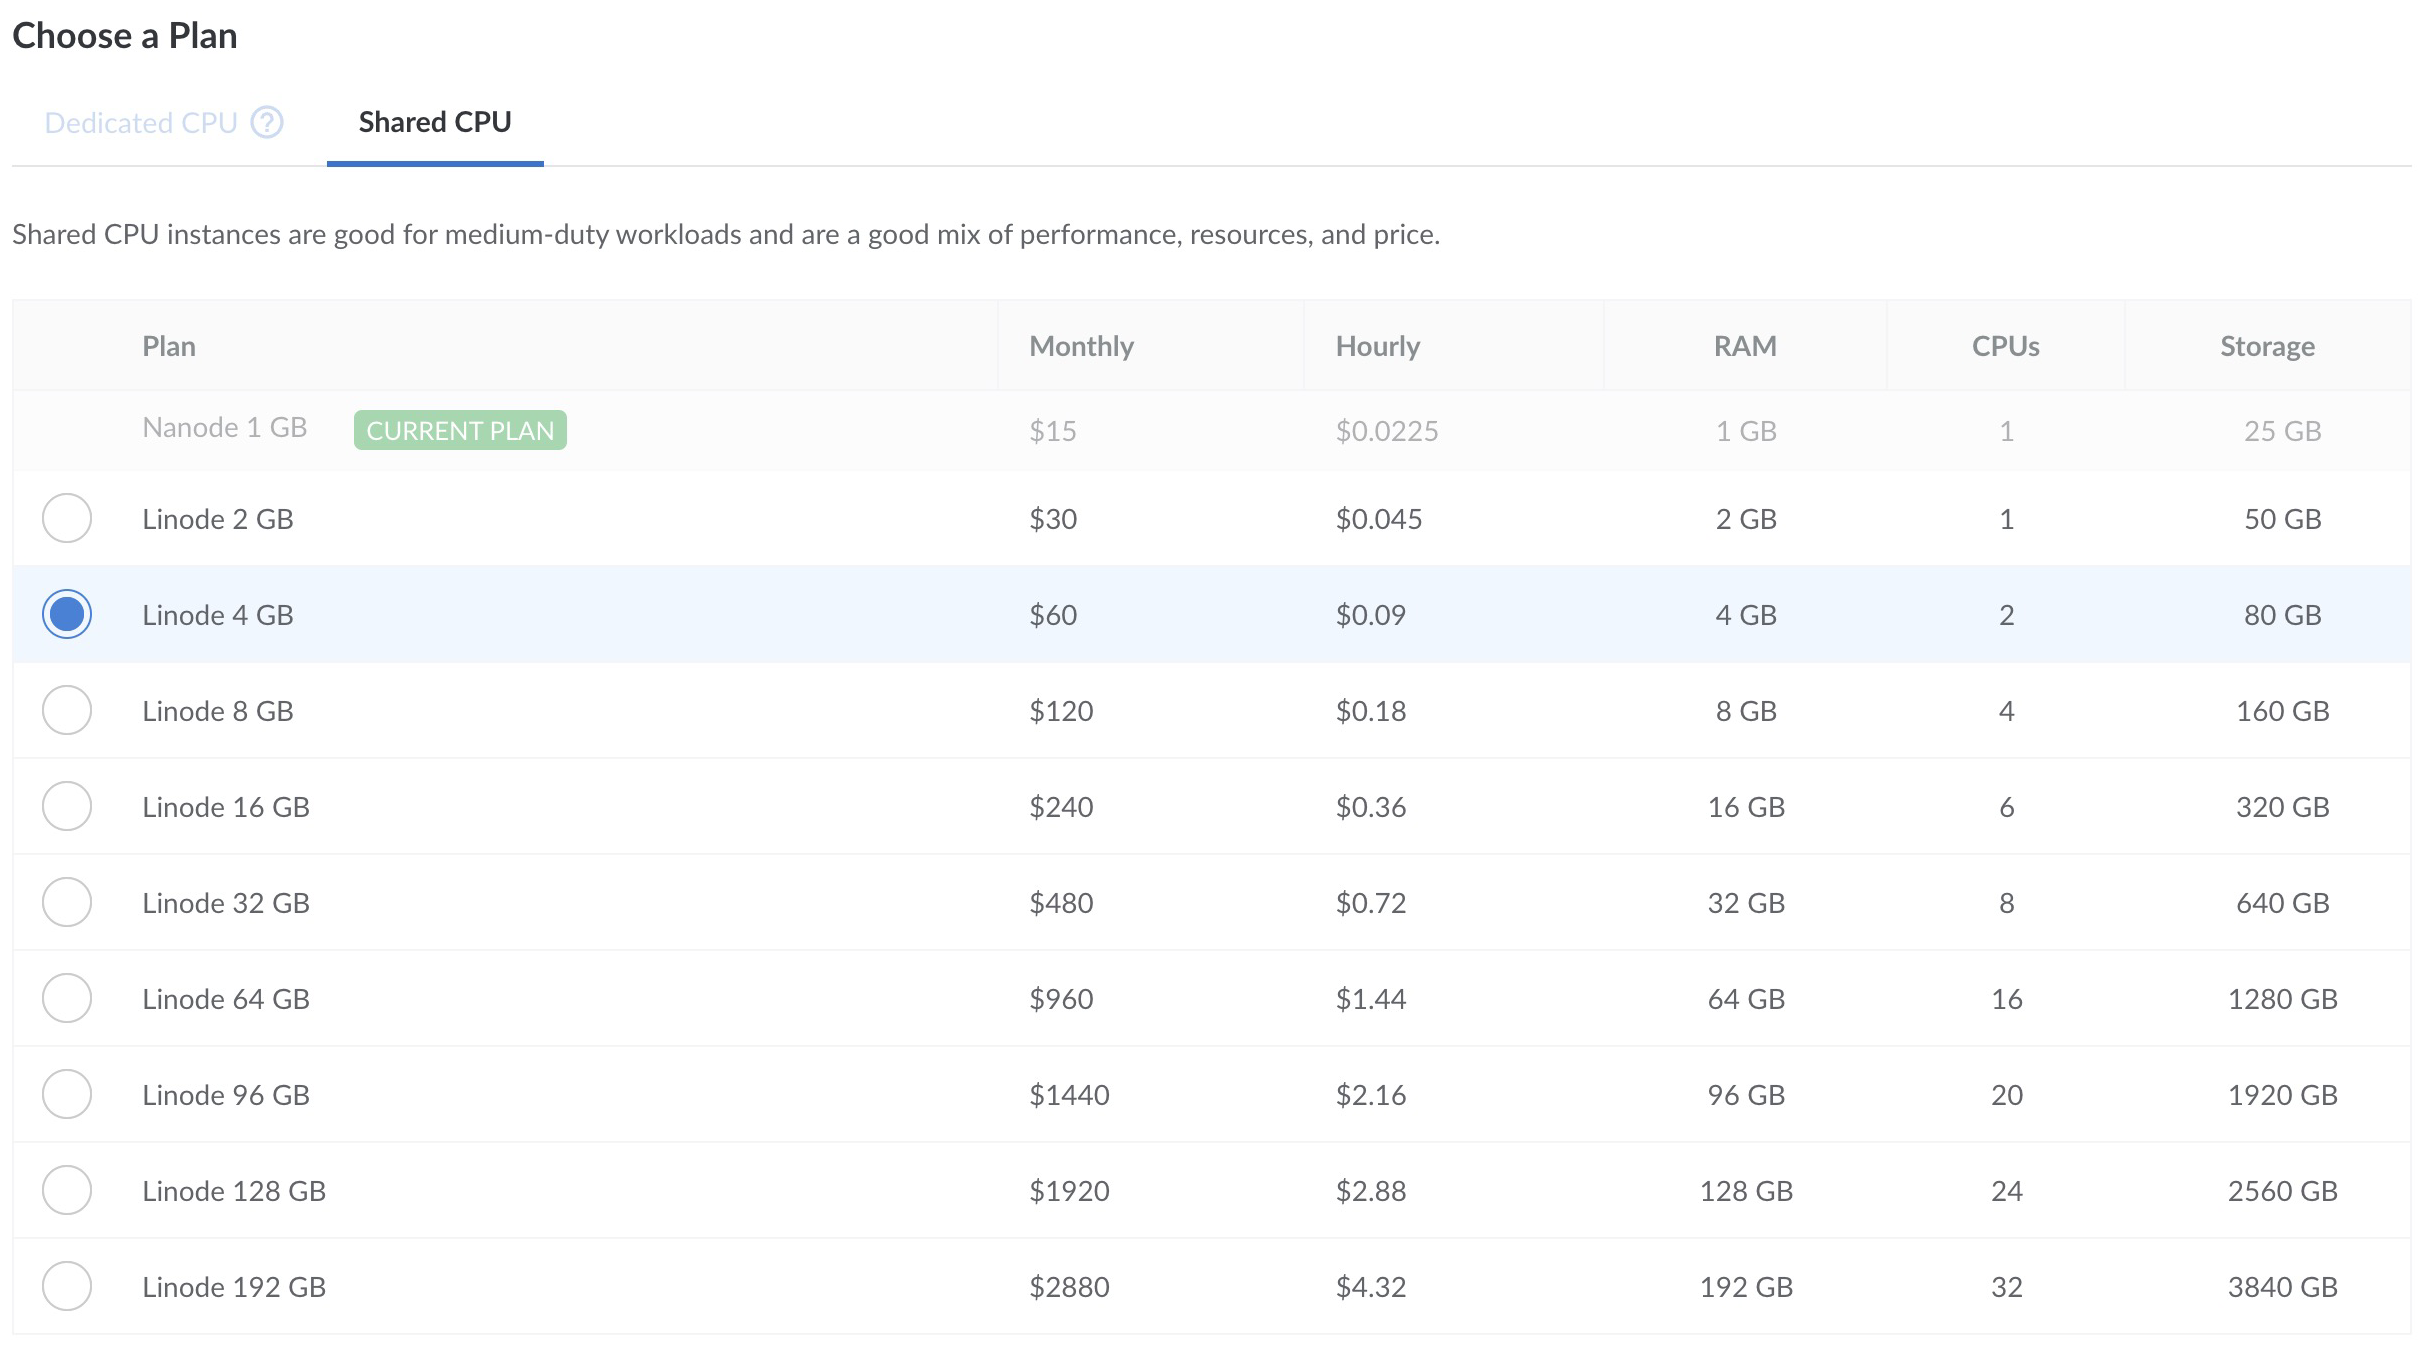 Choose a Plan
Dedicated CPU ? Shared CPU
Shared CPU instances are good for medium-duty workloads and are a good mix of performance, resources, and price.
Plan Monthly Hourly RAM CPUs Storage
Nanode 1 GB CURRENT PLAN $15 $0.0225 1 GB 1 25 GB
Linode 2 GB $30 $0.045 2 GB 1 50 GB
Linode 4 GB $60 $0.09 4 GB 2 80 GB
Linode 8 GB $120 $0.18 8 GB 4 160 GB
Linode 16 GB $240 $0.36 16 GB 6 320 GB
Linode 32 GB $480 $0.72 32 GB 8 640 GB
Linode 64 GB $960 $1.44 64 GB 16 1280 GB
Linode 96 GB $1440 $2.16 96 GB 20 1920 GB
Linode 128 GB $1920 $2.88 128 GB 24 2560 GB
Linode 192 GB $2880 $4.32 192 GB 32 3840 GB